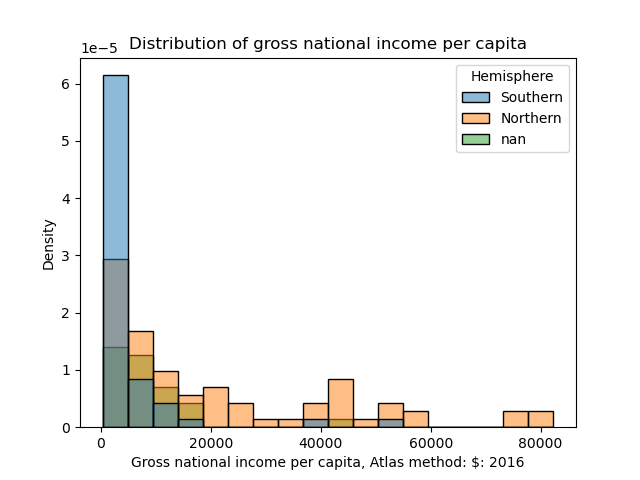 Distribution of gross national income per capita
1e−5
Hemisphere
Southern
Northern
nan
6
5
4
3
2
1
0
Density
0 20000 40000 60000 80000
Gross national income per capita, Atlas method: $: 2016